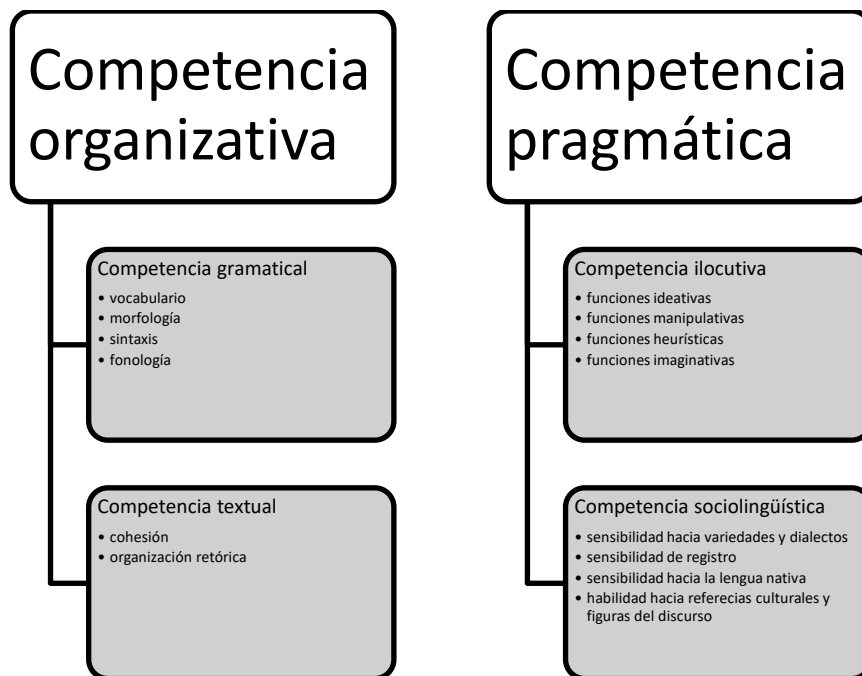 Competencia
organizativa
Competencia gramatical
• vocabulario
• morfología
• sintaxis
• fonología
Competencia textual
• cohesión
• organización retórica
Competencia
pragmática
Competencia ilocutiva
• funciones ideativas
• funciones manipulativas
• funciones heurísticas
• funciones imaginativas
Competencia sociolingüística
• sensibilidad hacia variedades y dialectos
• sensibilidad de registro
• sensibilidad hacia la lengua nativa
• habilidad hacia referecias culturales y
figuras del discurso